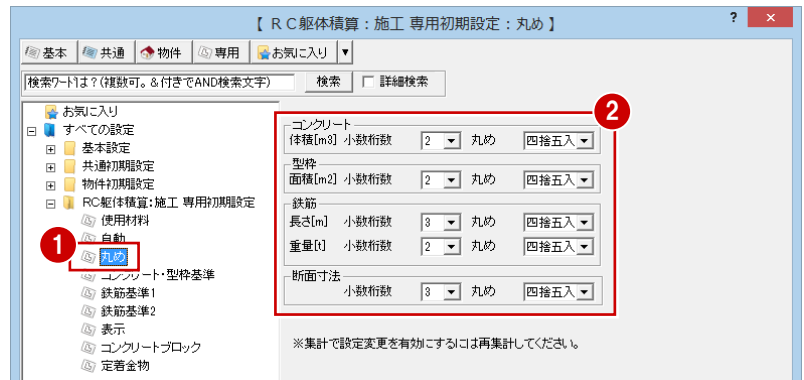 【 ＲＣ躯体積算：施工 専用初期設定：丸め 】
? x
基本 共通 物件 専用 お気に入り ▼
検索ワードは？(複数可。＆付きでAND検索文字) 検索 詳細検索
お気に入り
すべての設定
基本設定
共通初期設定
物件初期設定
RC躯体積算:施工 専用初期設定
使用材料
自動
丸め
コンクリート・型枠基準
鉄筋基準1
鉄筋基準2
表示
コンクリートブロック
定着金物
1
2
コンクリート
体積[m3] 小数桁数 2 丸め 四捨五入
型枠
面積[m2] 小数桁数 2 丸め 四捨五入
鉄筋
長さ[m] 小数桁数 3 丸め 四捨五入
重量[t] 小数桁数 2 丸め 四捨五入
断面寸法
小数桁数 3 丸め 四捨五入
※集計で設定変更を有効にするには再集計してください。